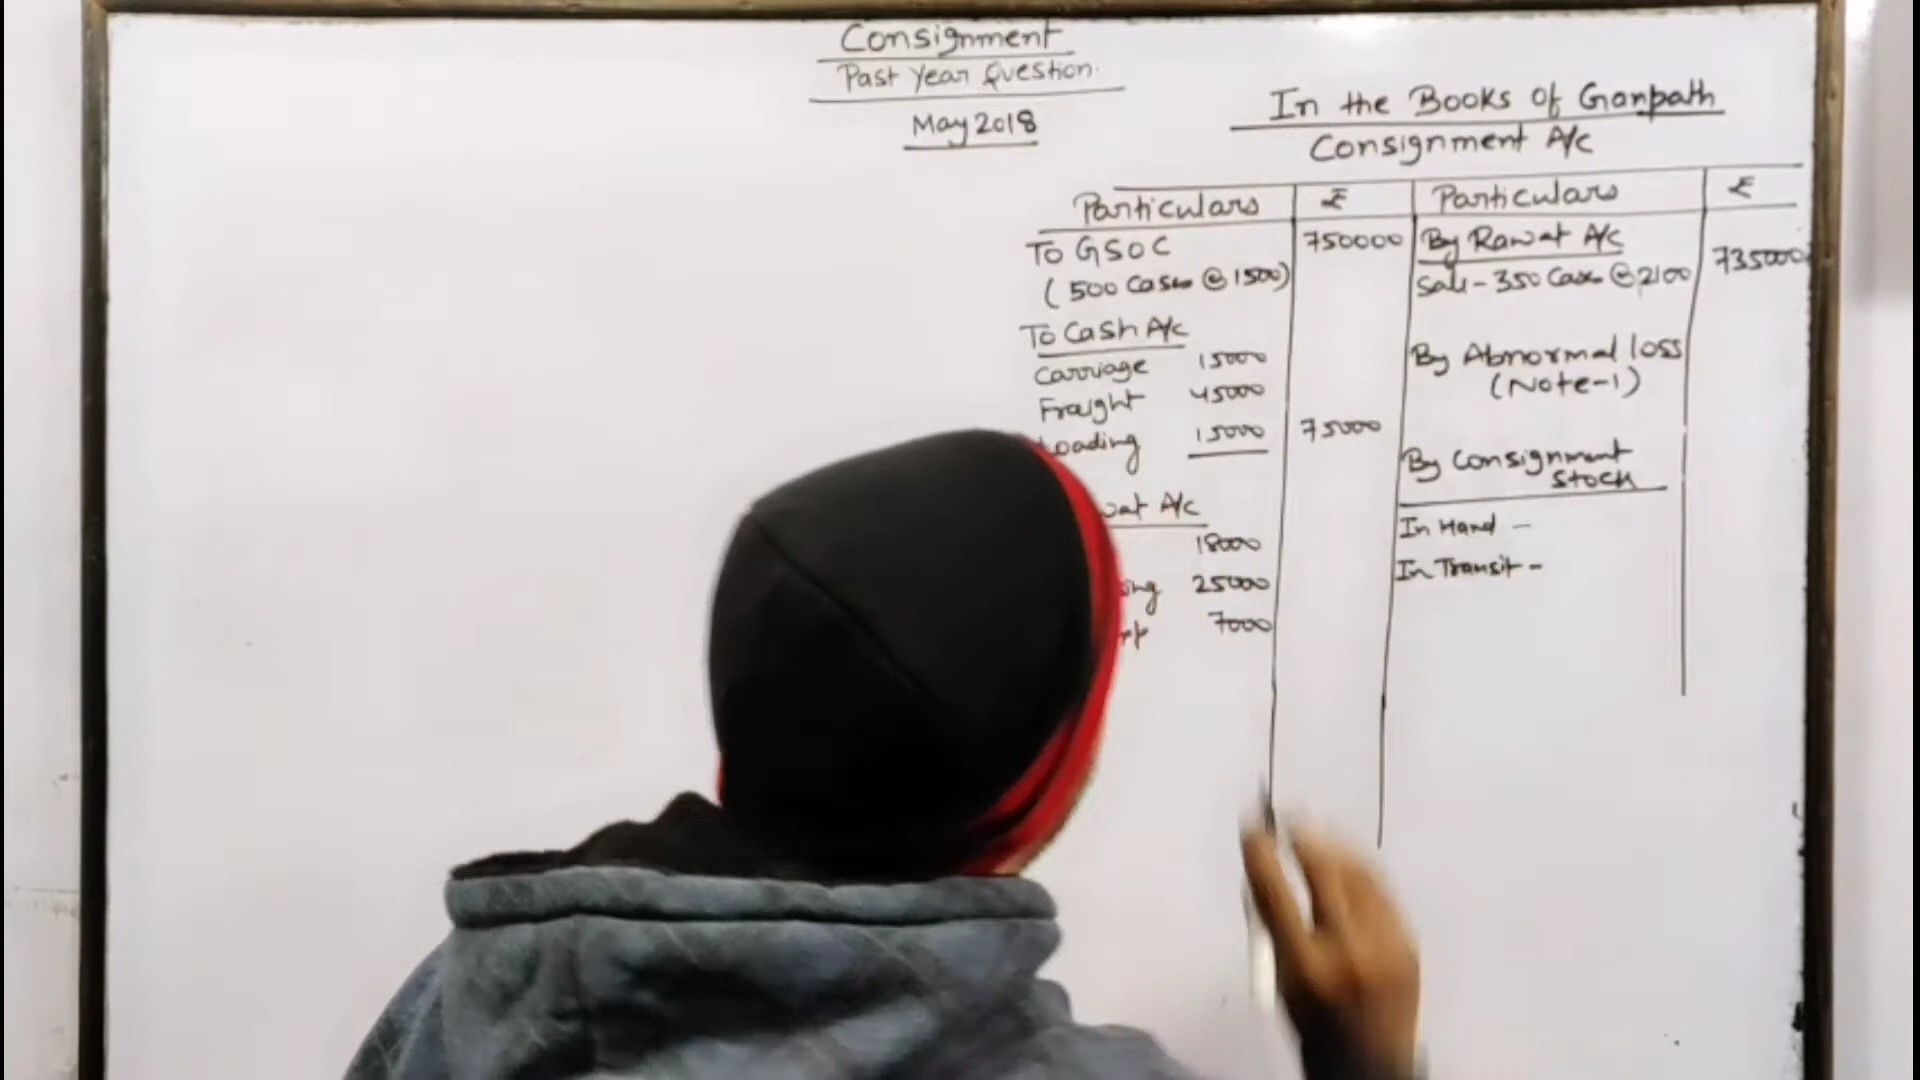 Consignment
Past Year Question.
May 2018
In the Books Of Ganpath
Consignment A/c
Particulars ₹ Particulars ₹
To GSOC 750000 By Rawat A/c
(500 Cases @ 1500) Sale - 350 Case @ 2100 735000
To Cash A/c
Carriage 15000 By Abnormal loss
(Note-1)
Fraight 45000
Loading 15000 75000
By Consignment
Stock
A/c
In Hand -
18000
In Transit -
25000
7000